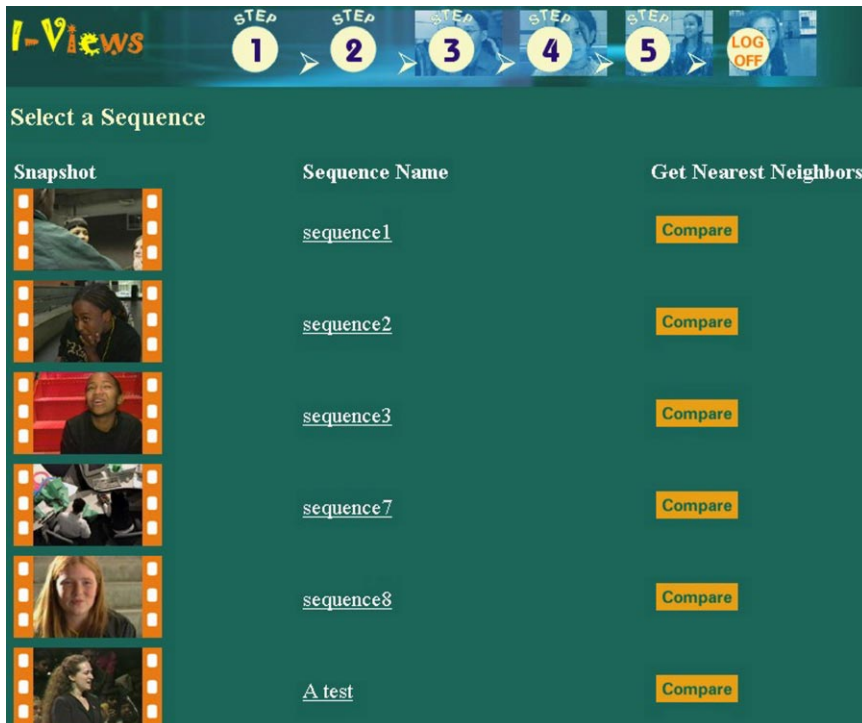 I-Views
STEP 1 STEP 2 STEP 3 STEP 4 STEP 5 LOG OFF
Select a Sequence
Snapshot Sequence Name Get Nearest Neighbors
sequence1 Compare
sequence2 Compare
sequence3 Compare
sequence7 Compare
sequence8 Compare
A test Compare